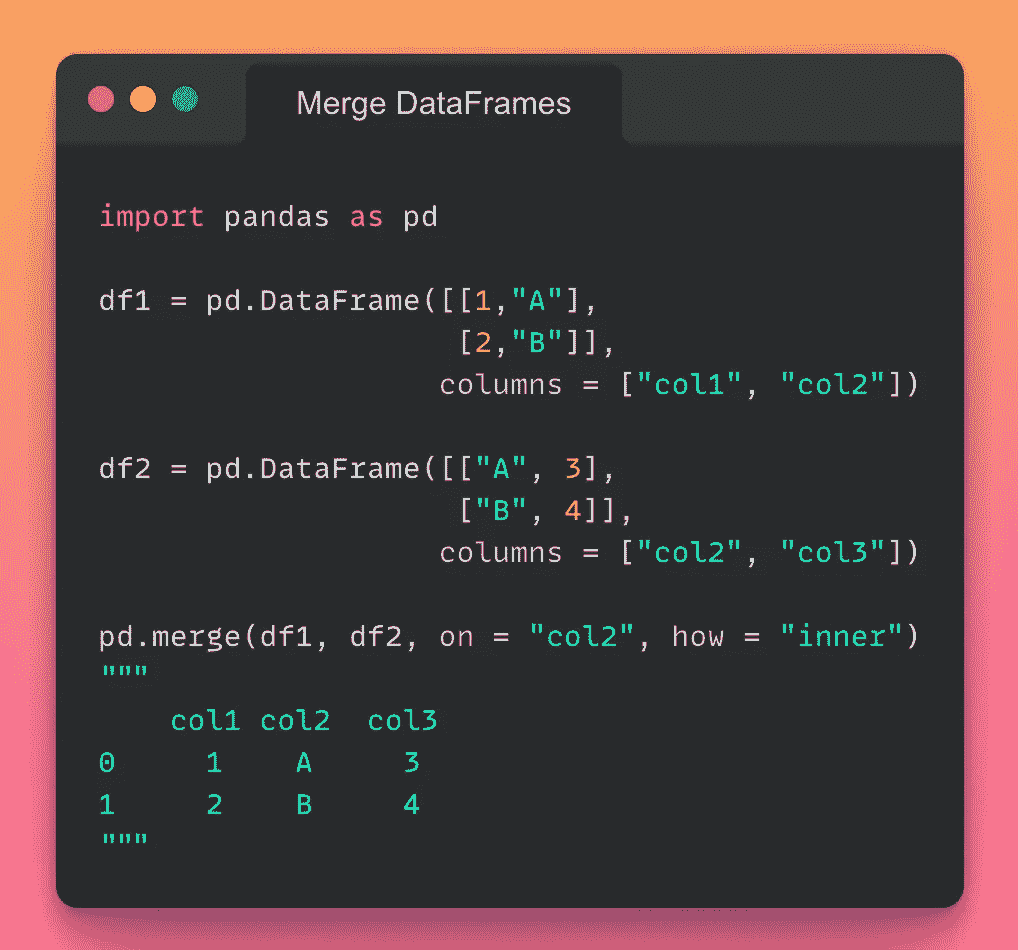 Merge DataFrames
import pandas as pd
df1 = pd.DataFrame([[1,"A"],
                    [2,"B"]],
                   columns = ["col1", "col2"])
df2 = pd.DataFrame([["A", 3],
                    ["B", 4]],
                   columns = ["col2", "col3"])
pd.merge(df1, df2, on = "col2", how = "inner")
"""
    col1 col2  col3
0     1    A     3
1     2    B     4
"""